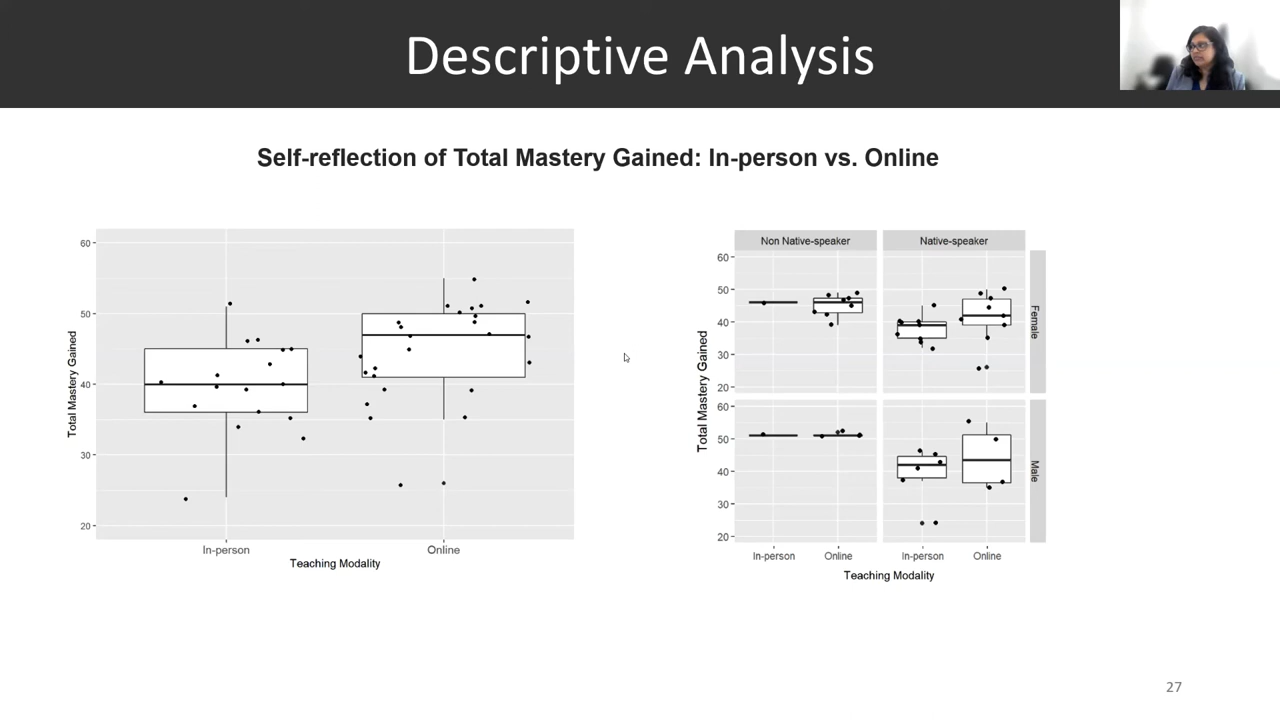 Descriptive Analysis
Self-reflection of Total Mastery Gained: In-person vs. Online
Total Mastery Gained
60
50
40
30
20
In-person
Online
Teaching Modality
Non Native-speaker
Native-speaker
Total Mastery Gained
60
50
40
30
20
Female
60
50
40
30
20
Male
In-person
Online
In-person
Online
Teaching Modality
27